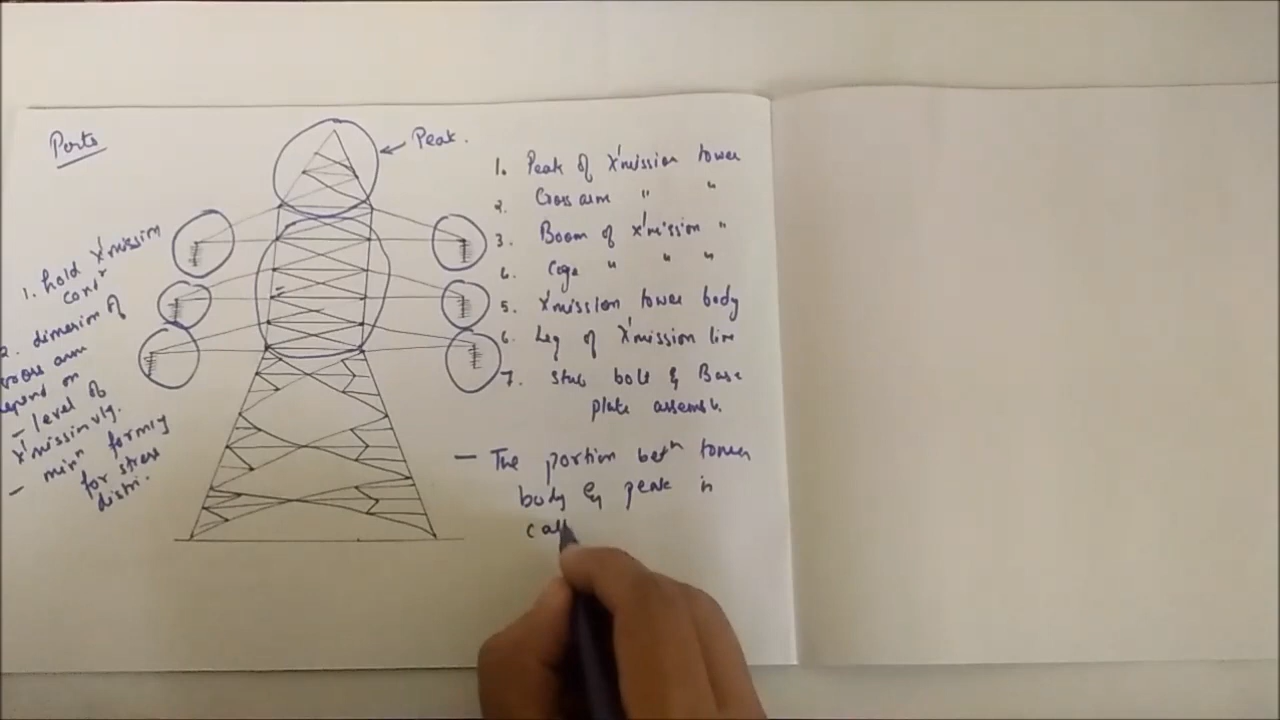 Parts
Peak.
1. Peak of X'mission tower
2. Cross arm " "
3. Boom of X'mission "
4. Cage " " "
5. X'mission tower body
6. Leg of X'mission line
7. Stub bolt & Base
plate assemb.
— The portion betn tower
body & peak is
call
1. hold X'mission
condr
2. dimension of
cross arm
depend on
- level of
X'mission vtg.
- minn forming
for stress
distri.